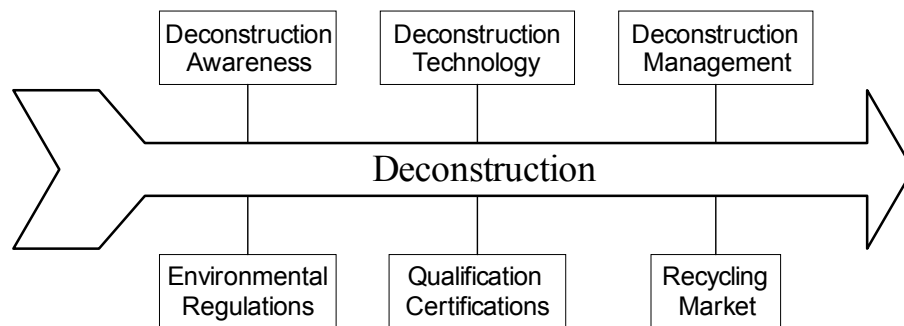 Deconstruction
Awareness
Deconstruction
Technology
Deconstruction
Management
Deconstruction
Environmental
Regulations
Qualification
Certifications
Recycling
Market